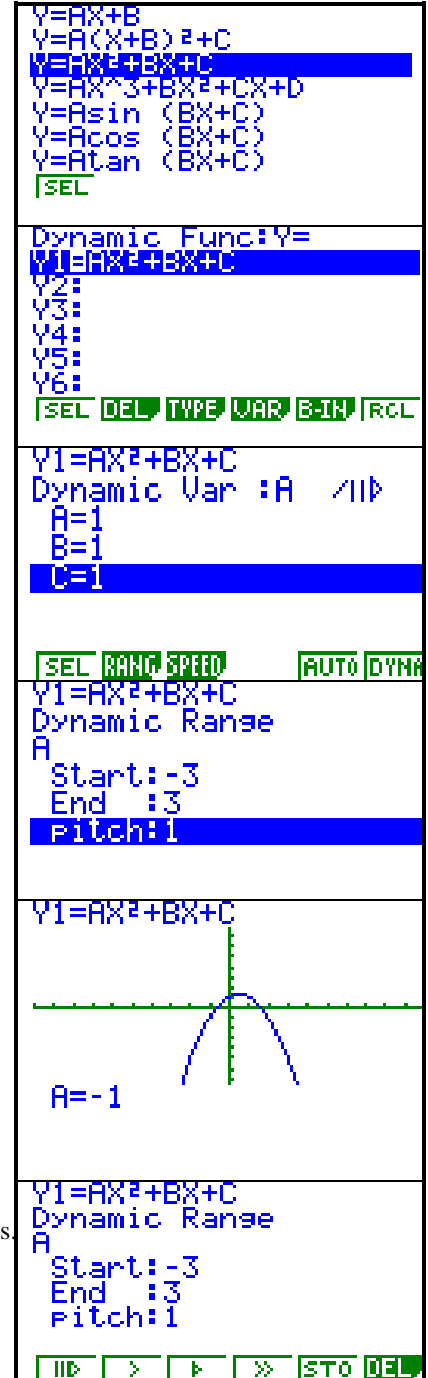 Y=AX+B
Y=A(X+B)²+C
Y=AX²+BX+C
Y=AX^3+BX²+CX+D
Y=Asin (BX+C)
Y=Acos (BX+C)
Y=Atan (BX+C)
SEL
Dynamic Func:Y=
Y1=AX²+BX+C
Y2:
Y3:
Y4:
Y5:
Y6:
SEL DEL TYPE VAR B-IN RCL
Y1=AX²+BX+C
Dynamic Var :A
A=1
B=1
C=1
SEL RANG SPEED AUTO DYNA
Y1=AX²+BX+C
Dynamic Range
A
Start:-3
End :3
pitch:1
Y1=AX²+BX+C
A=-1
Y1=AX²+BX+C
Dynamic Range
s.
A
Start:-3
End :3
pitch:1
STO DEL